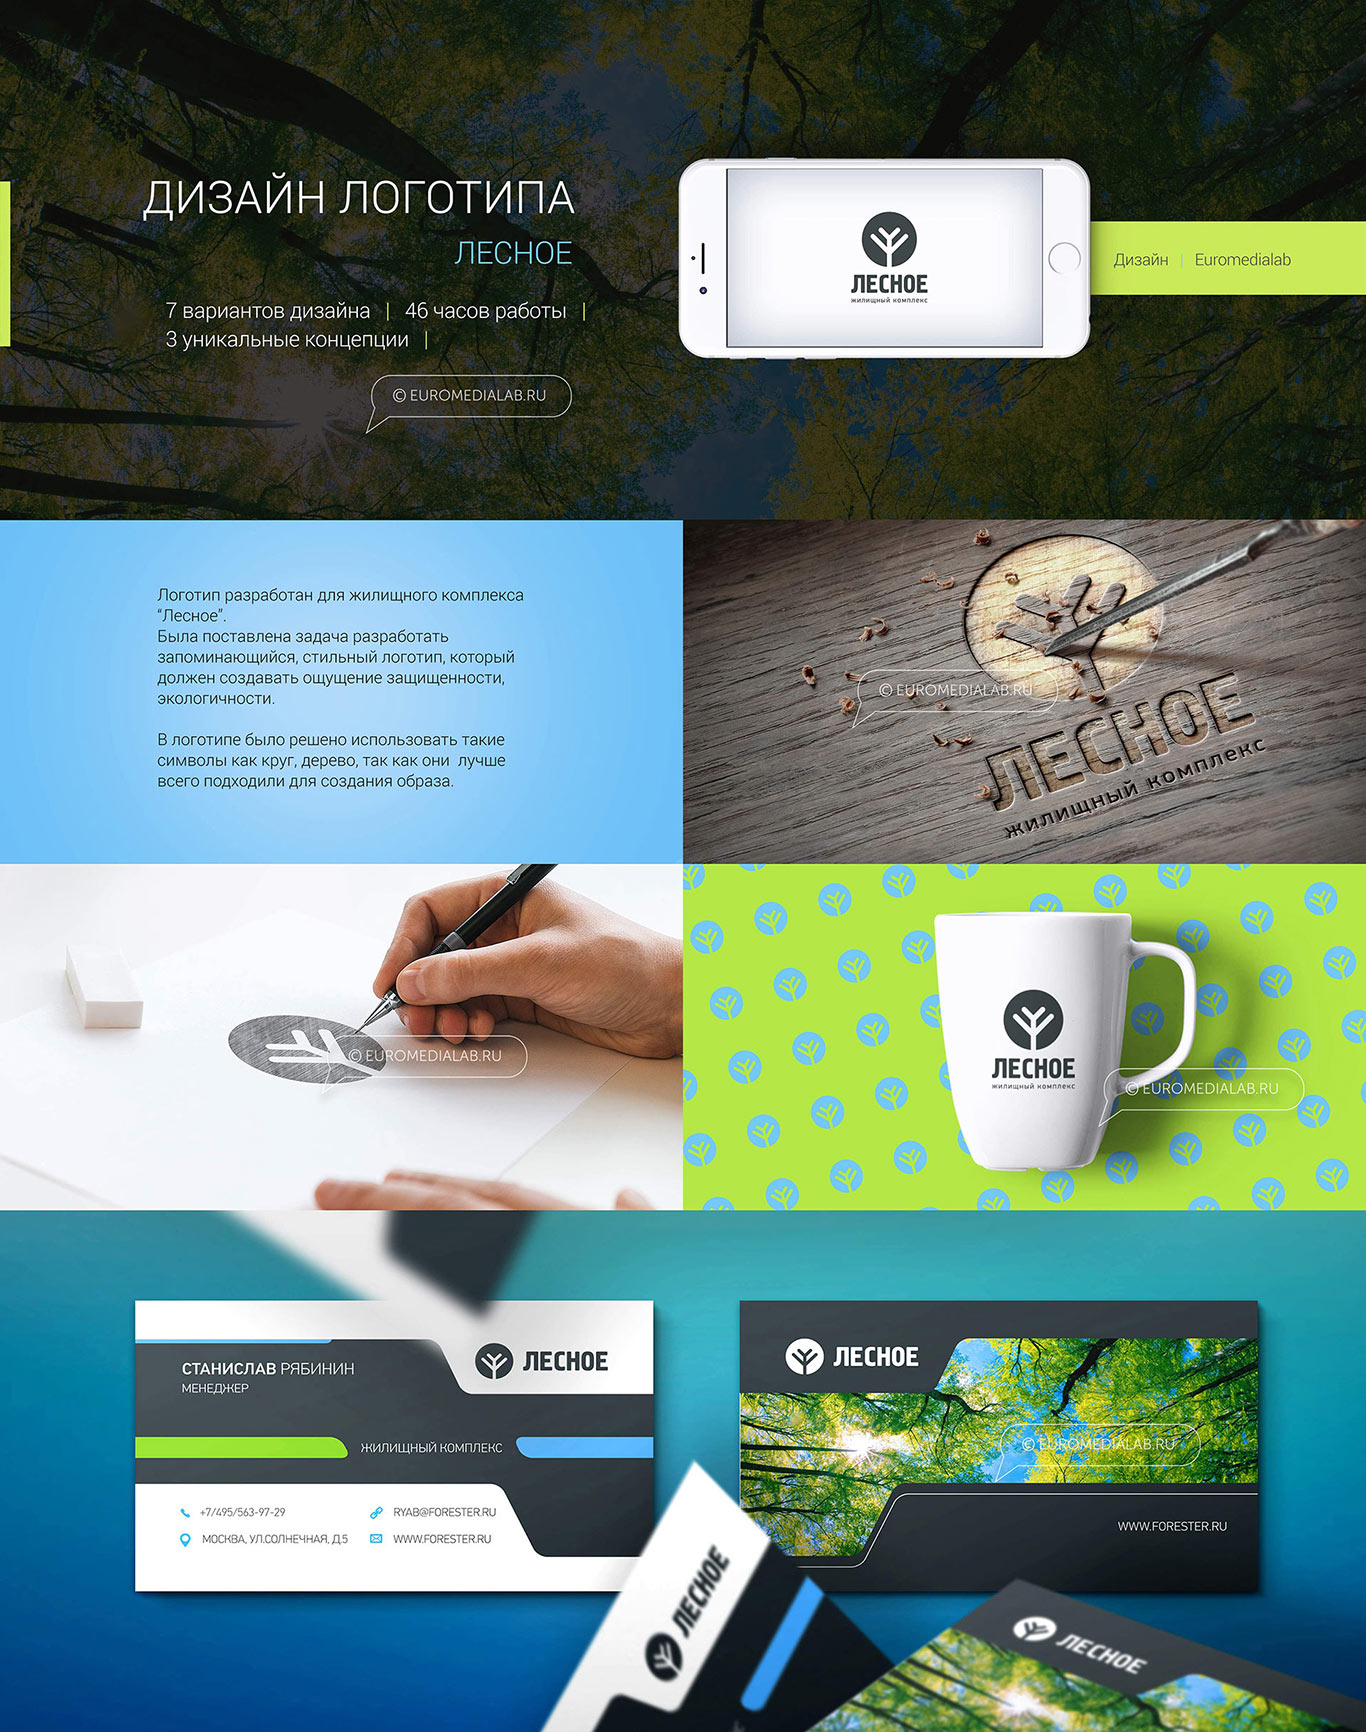 ДИЗАЙН ЛОГОТИПА
ЛЕСНОЕ
7 вариантов дизайна | 46 часов работы |
3 уникальные концепции |
© EUROMEDIALAB.RU
ЛЕСНОЕ
жилищный комплекс
Дизайн | Euromedialab
Логотип разработан для жилищного комплекса
“Лесное”.
Была поставлена задача разработать
запоминающийся, стильный логотип, который
должен создавать ощущение защищенности,
экологичности.
В логотипе было решено использовать такие
символы как круг, дерево, так как они лучше
всего подходили для создания образа.
© EUROMEDIALAB.RU
ЛЕСНОЕ
жилищный комплекс
© EUROMEDIALAB.RU
ЛЕСНОЕ
жилищный комплекс
© EUROMEDIALAB.RU
ЛЕСНОЕ
СТАНИСЛАВ РЯБИНИН
МЕНЕДЖЕР
ЖИЛИЩНЫЙ КОМПЛЕКС
+7/495/563-97-29
RYAB@FORESTER.RU
МОСКВА, УЛ.СОЛНЕЧНАЯ, Д.5
WWW.FORESTER.RU
ЛЕСНОЕ
© EUROMEDIALAB.RU
WWW.FORESTER.RU
ЛЕСНОЕ
ЛЕСНОЕ